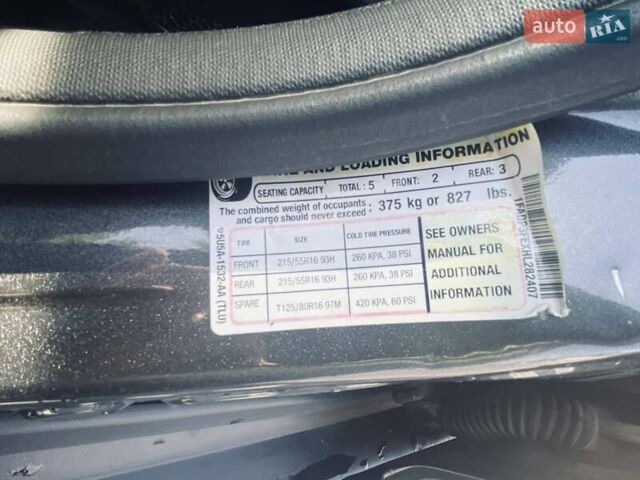 auto RIA
.com
AND LOADING INFORMATION
SEATING CAPACITY TOTAL: 5 FRONT: 2 REAR: 3
The combined weight of occupants
and cargo should never exceed: 375 kg or 827 lbs.
TIRE SIZE COLD TIRE PRESSURE
FRONT 215/55R16 93H 260 KPA, 38 PSI
REAR 215/55R16 93H 260 KPA, 38 PSI
SPARE T125/80R16 97M 420 KPA, 60 PSI
SEE OWNERS
MANUAL FOR
ADDITIONAL
INFORMATION
5U5A-1532-AA (TLU)